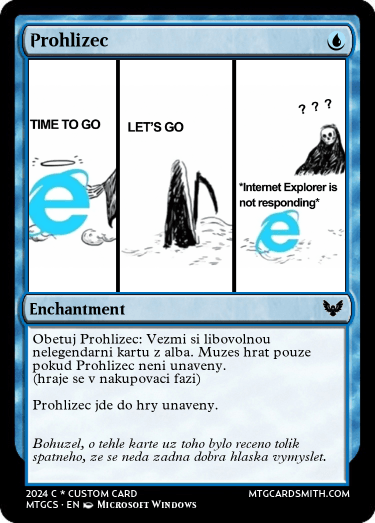 Prohlizec
TIME TO GO
LET'S GO
? ? ?
*Internet Explorer is
not responding*
Enchantment
Obetuj Prohlizec: Vezmi si libovolnou
nelegendarni kartu z alba. Muzes hrat pouze
pokud Prohlizec neni unaveny.
(hraje se v nakupovaci fazi)
Prohlizec jde do hry unaveny.
Bohuzel, o tehle karte uz toho bylo receno tolik
spatneho, ze se neda zadna dobra hlaska vymyslet.
2024 C * CUSTOM CARD
MTGCARDSMITH.COM
MTGCS · EN Microsoft Windows